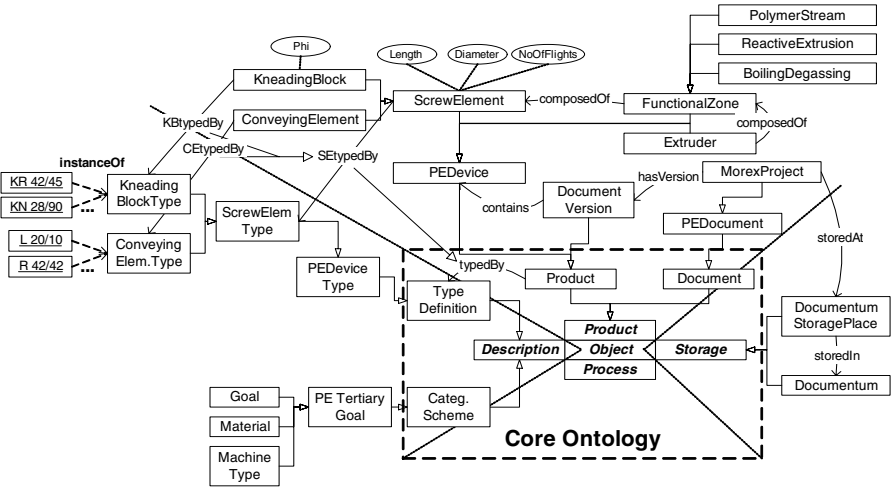 PolymerStream
Phi
ReactiveExtrusion
Length
Diameter
NoOfFlights
KneadingBlock
BoilingDegassing
ScrewElement
composedOf
FunctionalZone
KBtypedBy
ConveyingElement
composedOf
Extruder
CEtypedBy
SEtypedBy
instanceOf
KR 42/45
KN 28/90
...
Kneading
BlockType
PEDevice
hasVersion
MorexProject
contains
Document
Version
ScrewElem
Type
PEDocument
L 20/10
R 42/42
...
Conveying
Elem.Type
storedAt
PEDevice
Type
typedBy
Product
Document
Type
Definition
Documentum
StoragePlace
Product
Description
Object
Storage
Process
storedIn
Documentum
Goal
Material
Machine
Type
PE Tertiary
Goal
Categ.
Scheme
Core Ontology